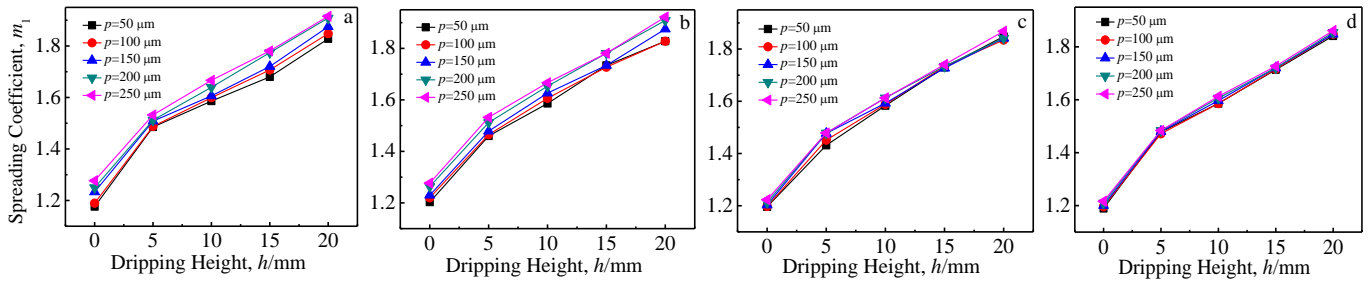 Spreading Coefficient, m₁
1.8
1.6
1.4
1.2
0 5 10 15 20
Dripping Height, h/mm
p=50 μm
p=100 μm
p=150 μm
p=200 μm
p=250 μm
a
1.8
1.6
1.4
1.2
0 5 10 15 20
Dripping Height, h/mm
p=50 μm
p=100 μm
p=150 μm
p=200 μm
p=250 μm
b
1.8
1.6
1.4
1.2
0 5 10 15 20
Dripping Height, h/mm
p=50 μm
p=100 μm
p=150 μm
p=200 μm
p=250 μm
c
1.8
1.6
1.4
1.2
0 5 10 15 20
Dripping Height, h/mm
p=50 μm
p=100 μm
p=150 μm
p=200 μm
p=250 μm
d